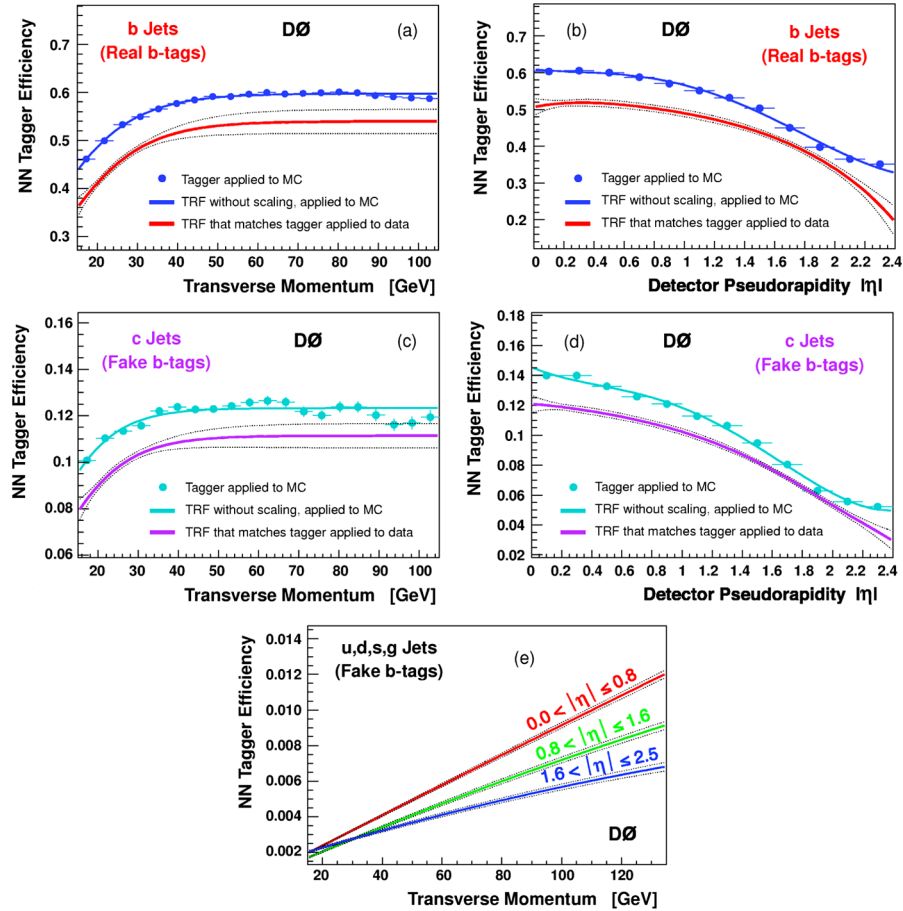 b Jets
(Real b-tags)
DØ
(a)
NN Tagger Efficiency
0.8
0.7
0.6
0.5
0.4
0.3
Tagger applied to MC
TRF without scaling, applied to MC
TRF that matches tagger applied to data
20 30 40 50 60 70 80 90 100
Transverse Momentum [GeV]
(b)
DØ
b Jets
(Real b-tags)
NN Tagger Efficiency
0.8
0.7
0.6
0.5
0.4
0.3
0.2
Tagger applied to MC
TRF without scaling, applied to MC
TRF that matches tagger applied to data
0 0.2 0.4 0.6 0.8 1 1.2 1.4 1.6 1.8 2 2.2 2.4
Detector Pseudorapidity |η|
c Jets
(Fake b-tags)
DØ
(c)
NN Tagger Efficiency
0.16
0.14
0.12
0.1
0.08
0.06
Tagger applied to MC
TRF without scaling, applied to MC
TRF that matches tagger applied to data
20 30 40 50 60 70 80 90 100
Transverse Momentum [GeV]
(d)
DØ
c Jets
(Fake b-tags)
NN Tagger Efficiency
0.18
0.16
0.14
0.12
0.1
0.08
0.06
0.04
0.02
Tagger applied to MC
TRF without scaling, applied to MC
TRF that matches tagger applied to data
0 0.2 0.4 0.6 0.8 1 1.2 1.4 1.6 1.8 2 2.2 2.4
Detector Pseudorapidity |η|
u,d,s,g Jets
(Fake b-tags)
(e)
NN Tagger Efficiency
0.014
0.012
0.01
0.008
0.006
0.004
0.002
0.0 < |η| ≤ 0.8
0.8 < |η| ≤ 1.6
1.6 < |η| ≤ 2.5
DØ
20 40 60 80 100 120
Transverse Momentum [GeV]